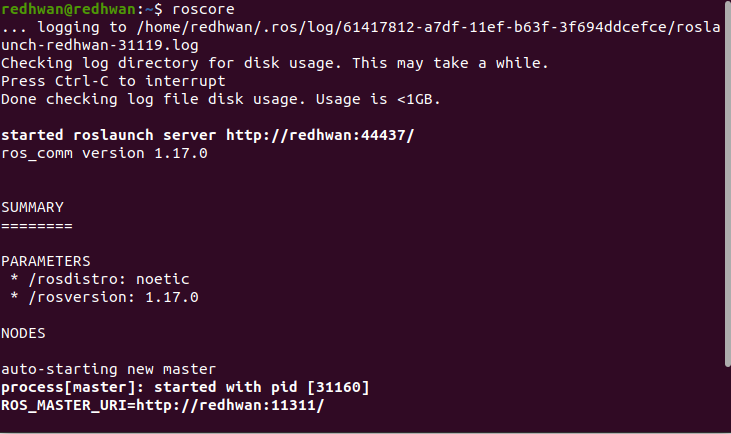 redhwan@redhwan:~$ roscore
... logging to /home/redhwan/.ros/log/61417812-a7df-11ef-b63f-3f694ddcefce/rosla
unch-redhwan-31119.log
Checking log directory for disk usage. This may take a while.
Press Ctrl-C to interrupt
Done checking log file disk usage. Usage is <1GB.
started roslaunch server http://redhwan:44437/
ros_comm version 1.17.0
SUMMARY
========
PARAMETERS
 * /rosdistro: noetic
 * /rosversion: 1.17.0
NODES
auto-starting new master
process[master]: started with pid [31160]
ROS_MASTER_URI=http://redhwan:11311/